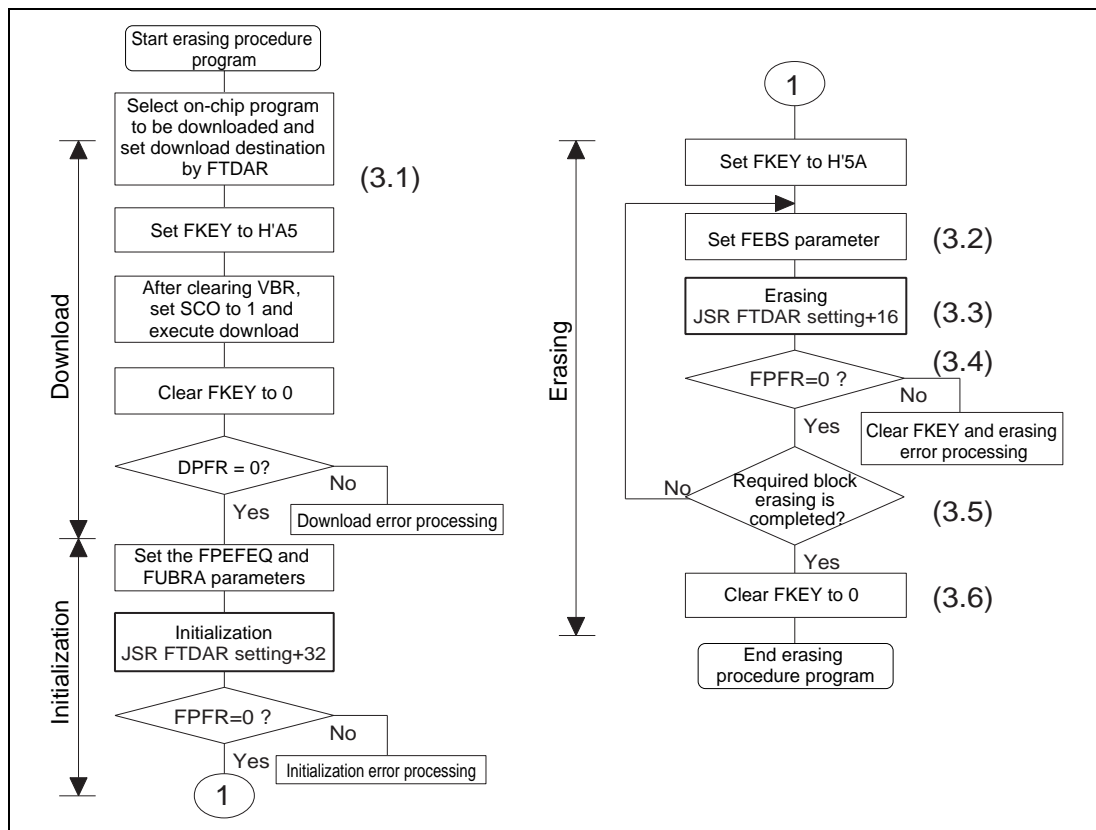 Start erasing procedure
program
Select on-chip program
to be downloaded and
set download destination
by FTDAR
(3.1)
Set FKEY to H'A5
After clearing VBR,
set SCO to 1 and
execute download
Clear FKEY to 0
DPFR = 0?
No
Yes
Download error processing
Download
Set the FPEFEQ and
FUBRA parameters
Initialization
JSR FTDAR setting+32
FPFR=0 ?
No
Yes
Initialization error processing
Initialization
1
1
Set FKEY to H'5A
Set FEBS parameter
(3.2)
Erasing
JSR FTDAR setting+16
(3.3)
(3.4)
FPFR=0 ?
No
Yes
Clear FKEY and erasing
error processing
Erasing
No
Required block
erasing is
completed?
(3.5)
Yes
Clear FKEY to 0
(3.6)
End erasing
procedure program